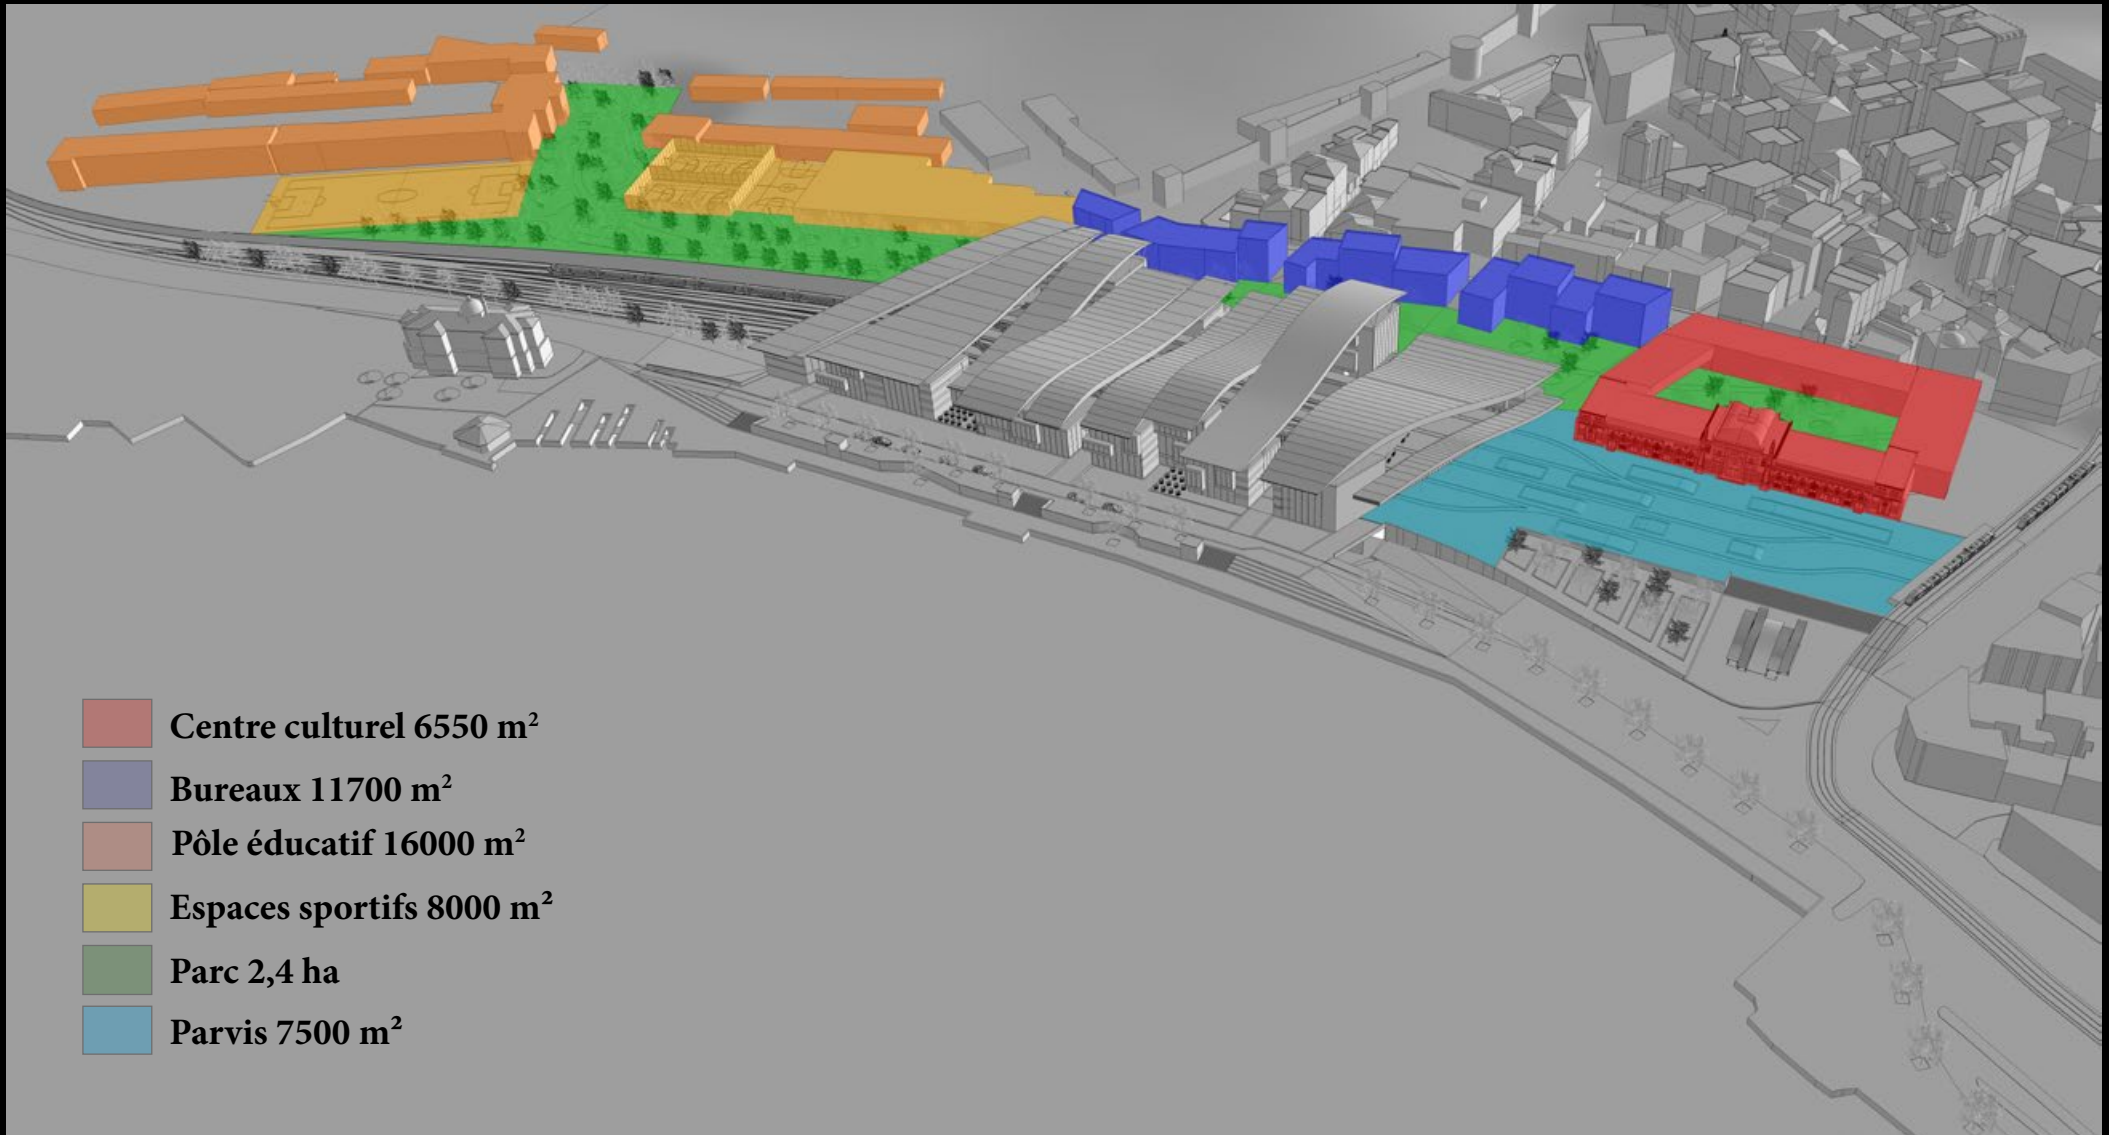 Centre culturel 6550 m²
Bureaux 11700 m²
Pôle éducatif 16000 m²
Espaces sportifs 8000 m²
Parc 2,4 ha
Parvis 7500 m²